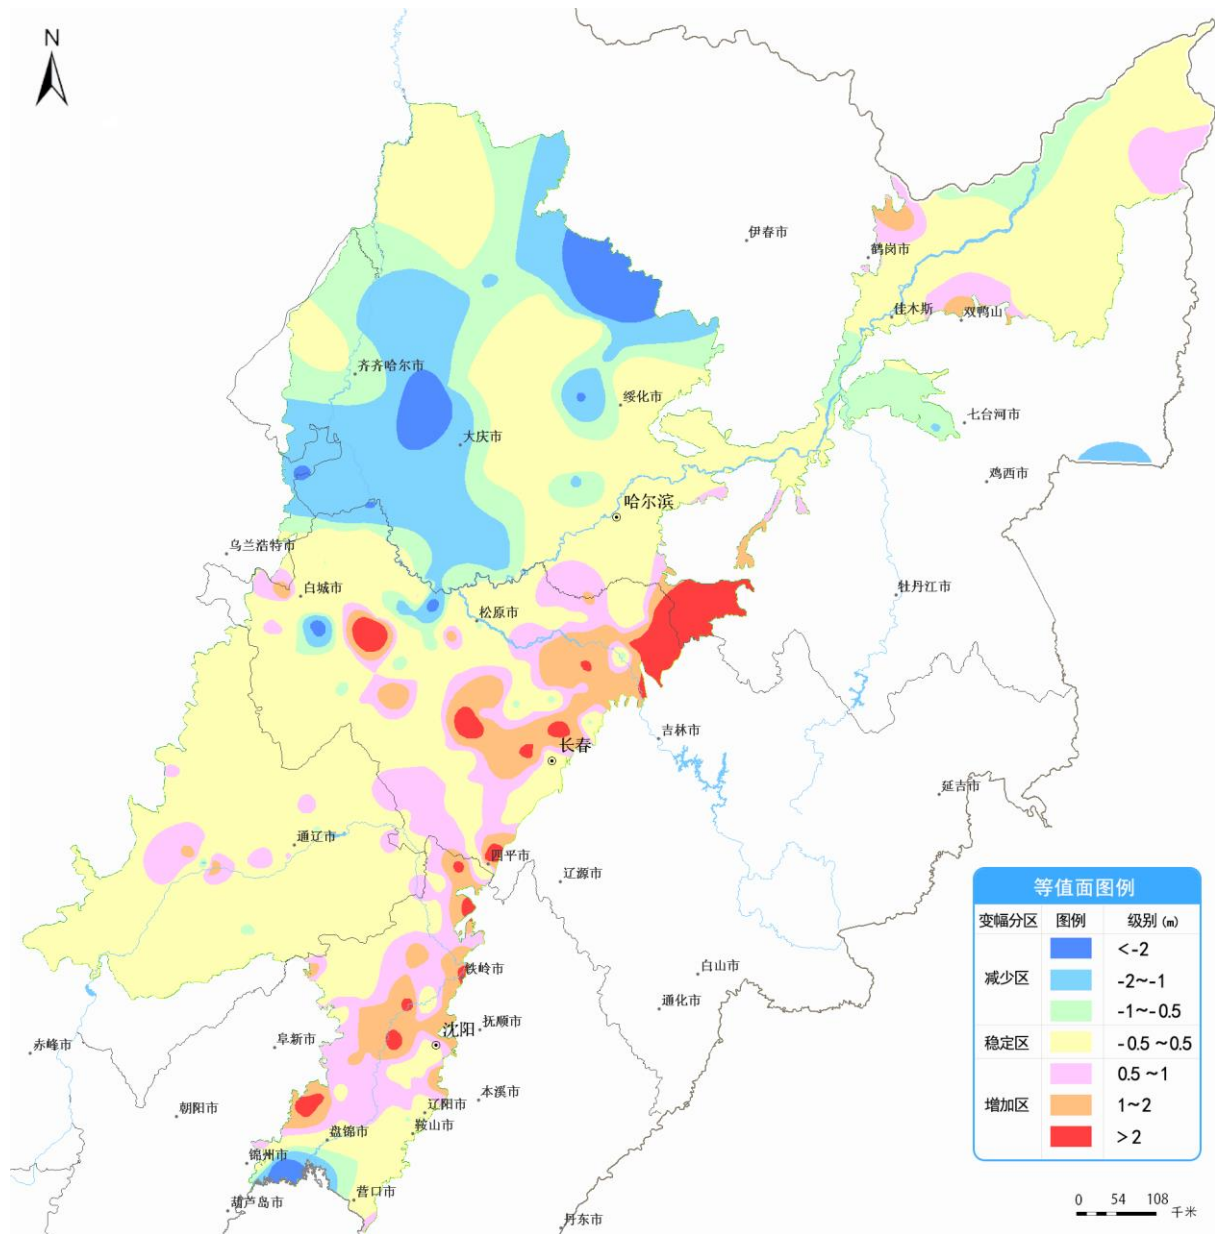 N
伊春市
鹤岗市
佳木斯
双鸭山
齐齐哈尔市
绥化市
七台河市
大庆市
鸡西市
哈尔滨
乌兰浩特市
白城市
松原市
牡丹江市
吉林市
长春
延吉市
通辽市
四平市
辽源市
铁岭市
白山市
通化市
沈阳
抚顺市
阜新市
赤峰市
本溪市
朝阳市
辽阳市
鞍山市
盘锦市
锦州市
营口市
葫芦岛市
丹东市
等值面图例
变幅分区 图例 级别 (m)
<-2
减少区 -2~-1
-1~-0.5
稳定区 -0.5~0.5
0.5~1
增加区 1~2
>2
0 54 108
千米